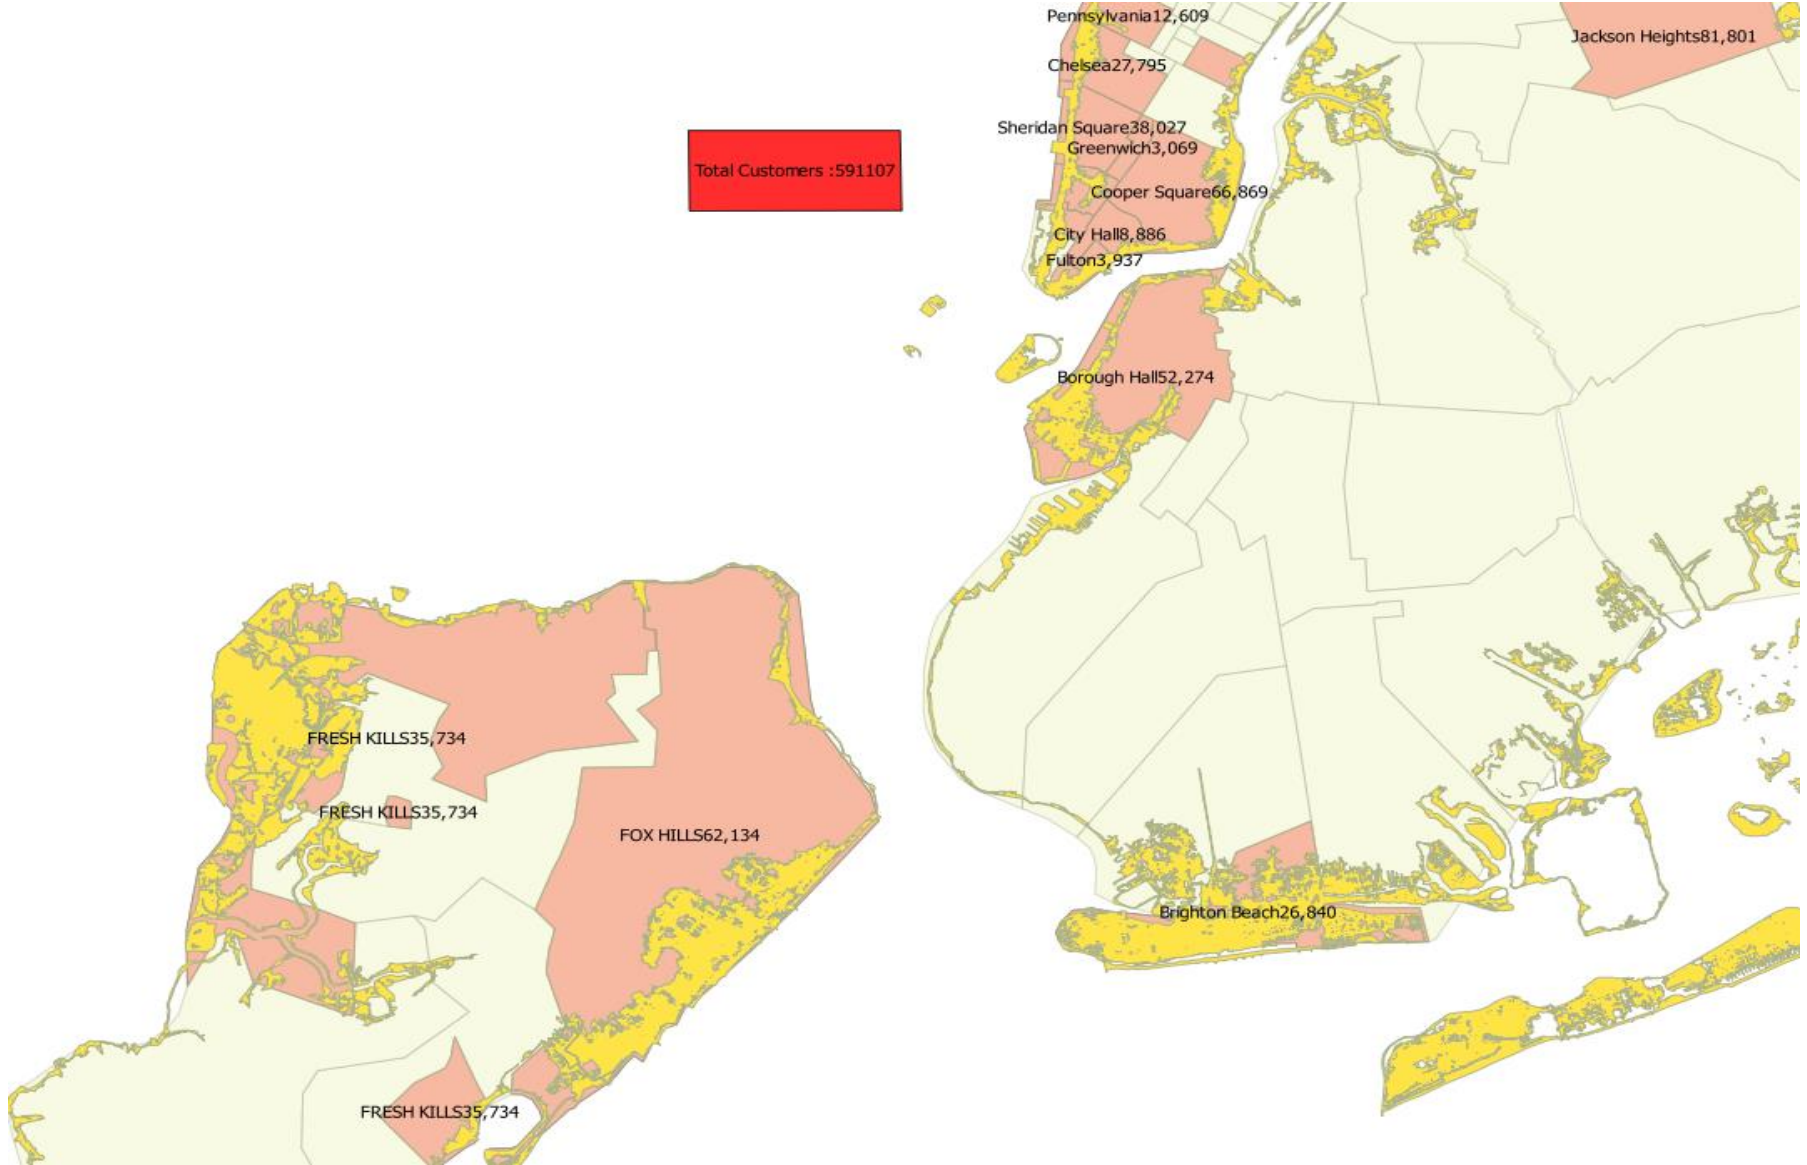 Pennsylvania12,609
Jackson Heights81,801
Chelsea27,795
Sheridan Square38,027
Greenwich3,069
Total Customers :591107
Cooper Square66,869
City Hall8,886
Fulton3,937
Borough Hall52,274
FRESH KILLS35,734
FRESH KILLS35,734
FOX HILLS62,134
Brighton Beach26,840
FRESH KILLS35,734